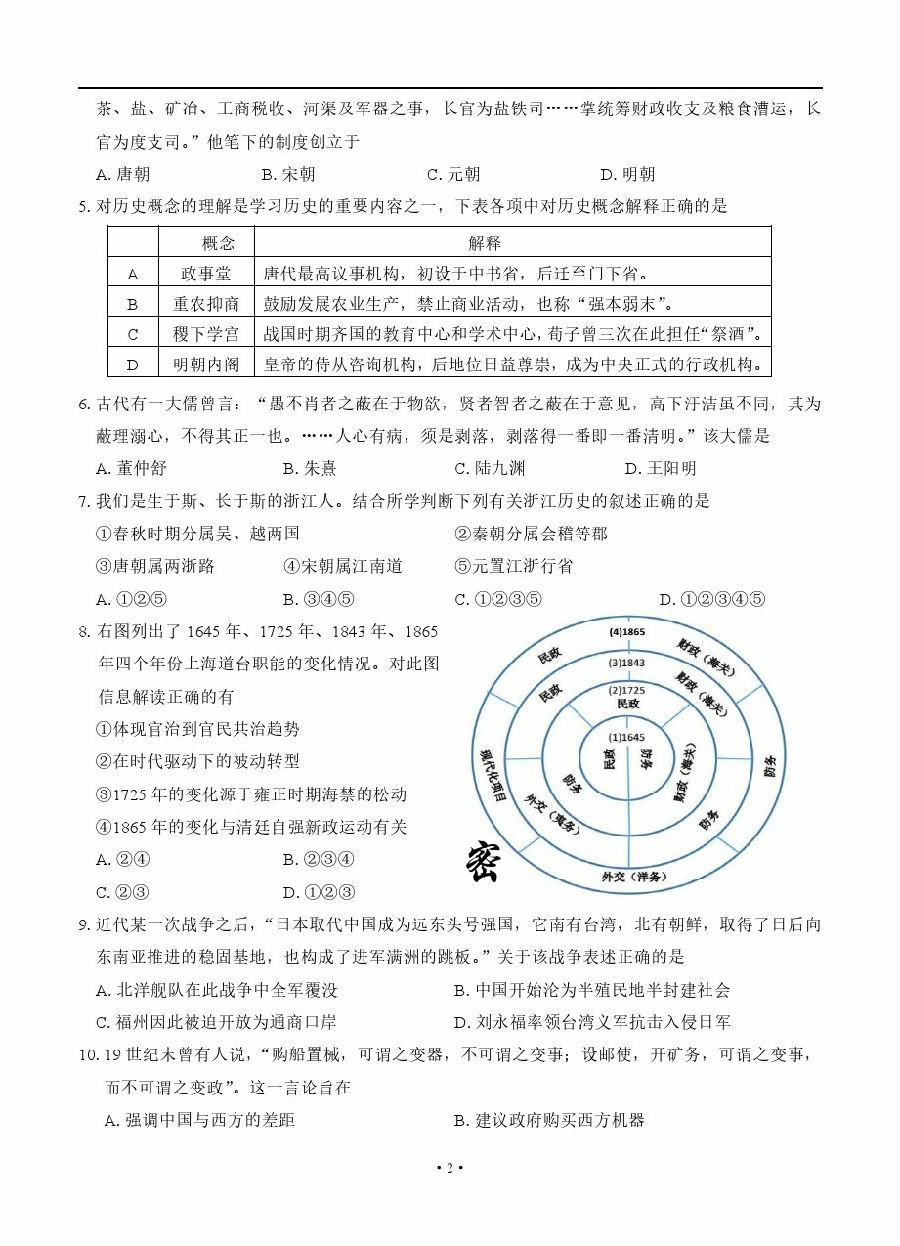 茶、盐、矿冶、工商税收、河渠及军器之事，长官为盐铁司……掌统筹财政收支及粮食漕运，长
官为度支司。”他笔下的制度创立于
A. 唐朝 B. 宋朝 C. 元朝 D. 明朝
5. 对历史概念的理解是学习历史的重要内容之一，下表各项中对历史概念解释正确的是
概念 解释
A 政事堂 唐代最高议事机构，初设于中书省，后迁至门下省。
B 重农抑商 鼓励发展农业生产，禁止商业活动，也称“强本弱末”。
C 稷下学宫 战国时期齐国的教育中心和学术中心，荀子曾三次在此担任“祭酒”。
D 明朝内阁 皇帝的侍从咨询机构，后地位日益尊崇，成为中央正式的行政机构。
6. 古代有一大儒曾言：“愚不肖者之蔽在于物欲，贤者智者之蔽在于意见，高下汙洁虽不同，其为
蔽理溺心，不得其正一也。……人心有病，须是剥落，剥落得一番即一番清明。”该大儒是
A. 董仲舒 B. 朱熹 C. 陆九渊 D. 王阳明
7. 我们是生于斯、长于斯的浙江人。结合所学判断下列有关浙江历史的叙述正确的是
①春秋时期分属吴、越两国 ②秦朝分属会稽等郡
③唐朝属两浙路 ④宋朝属江南道 ⑤元置江浙行省
A. ①②⑤ B. ③④⑤ C. ①②③⑤ D. ①②③④⑤
8. 右图列出了 1645 年、1725 年、1843 年、1865
年四个年份上海道台职能的变化情况。对此图
信息解读正确的有
①体现官治到官民共治趋势
②在时代驱动下的被动转型
③1725 年的变化源于雍正时期海禁的松动
④1865 年的变化与清廷自强新政运动有关
A. ②④ B. ②③④
C. ②③ D. ①②③
(4)1865
民政
财政（海关）
防务
外交（洋务）
现代化项目
(3)1843
民政
财政（海关）
防务
外交（夷务）
(2)1725
民政
财政（海关）
防务
(1)1645
民政
防务
密
9. 近代某一次战争之后，“日本取代中国成为远东头号强国，它南有台湾，北有朝鲜，取得了日后向
东南亚推进的稳固基地，也构成了进军满洲的跳板。”关于该战争表述正确的是
A. 北洋舰队在此战争中全军覆没 B. 中国开始沦为半殖民地半封建社会
C. 福州因此被迫开放为通商口岸 D. 刘永福率领台湾义军抗击入侵日军
10. 19 世纪末曾有人说，“购船置械，可谓之变器，不可谓之变事；设邮使，开矿务，可谓之变事，
而不可谓之变政”。这一言论旨在
A. 强调中国与西方的差距 B. 建议政府购买西方机器
• 2 •